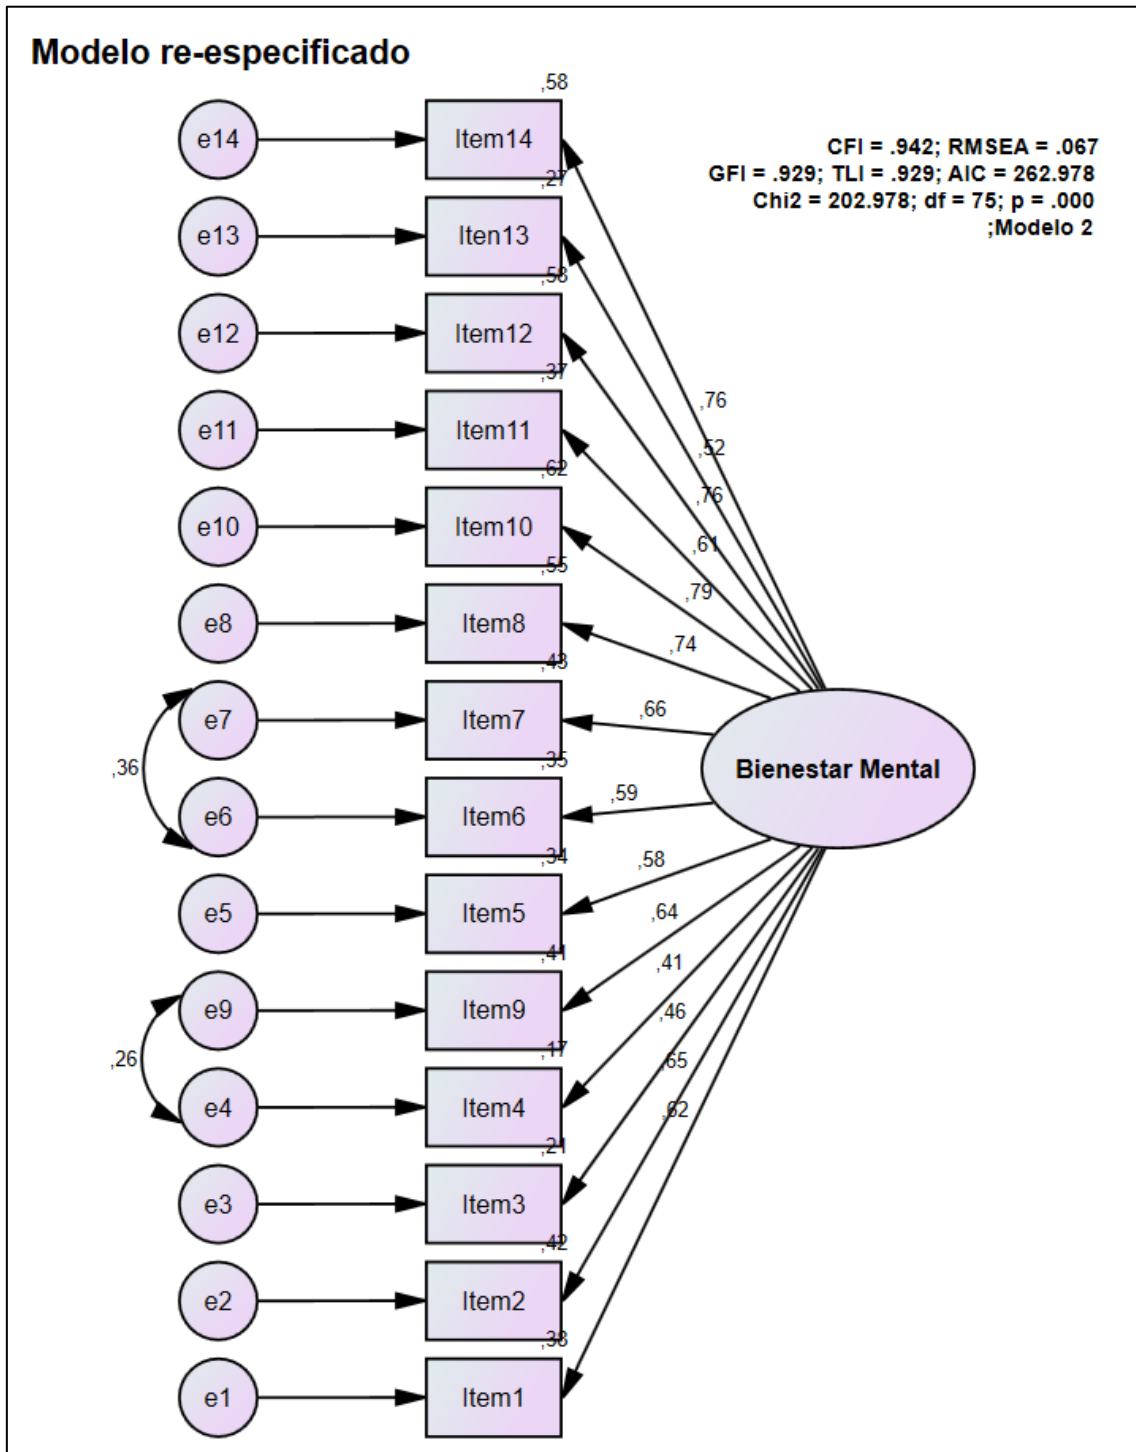 Modelo re-especificado
CFI = .942; RMSEA = .067
GFI = .929; TLI = .929; AIC = 262.978
Chi2 = 202.978; df = 75; p = .000
;Modelo 2
,58
e14 Item14
,27
e13 Iten13
,58
e12 Item12
,37
e11 Item11
,62
e10 Item10
,55
e8 Item8
,43
e7 Item7
,35
e6 Item6
,34
e5 Item5
,41
e9 Item9
,17
e4 Item4
,21
e3 Item3
,42
e2 Item2
,38
e1 Item1
,36
,26
,76
,52
,76
,61
,79
,74
,66
,59
,58
,64
,41
,46
,65
,62
Bienestar Mental